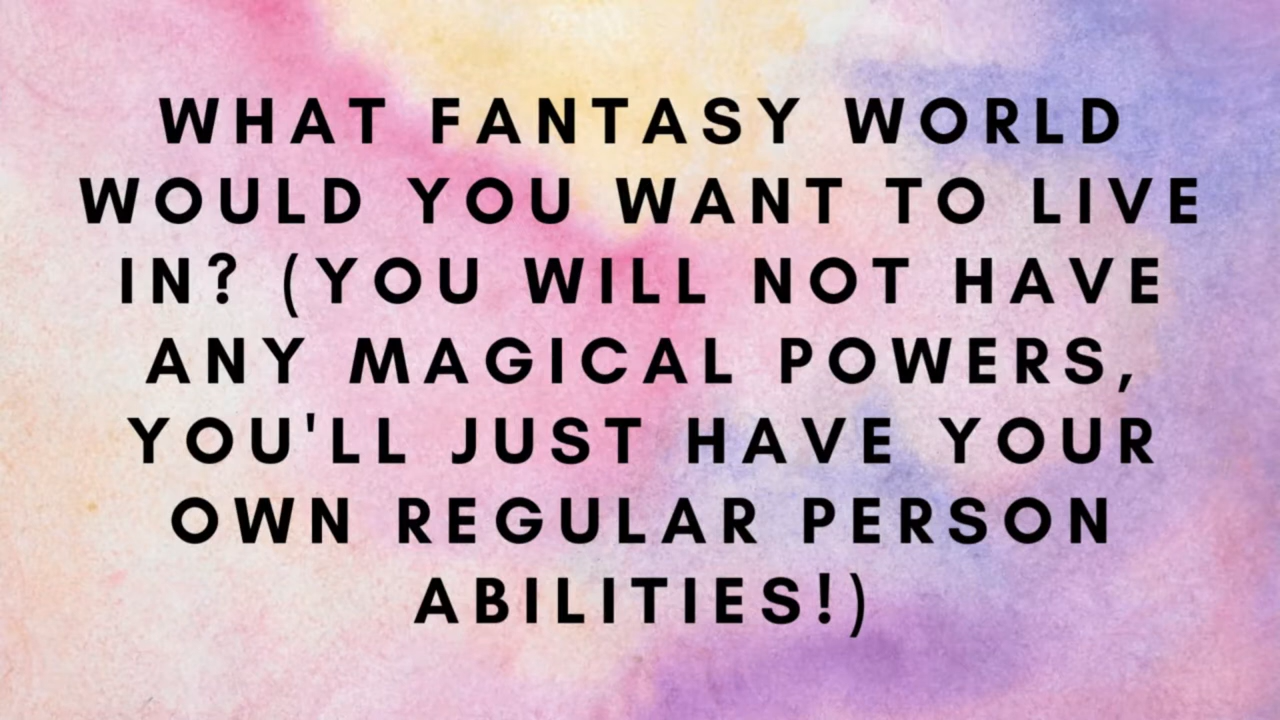 WHAT FANTASY WORLD
WOULD YOU WANT TO LIVE
IN? (YOU WILL NOT HAVE
ANY MAGICAL POWERS,
YOU'LL JUST HAVE YOUR
OWN REGULAR PERSON
ABILITIES!)